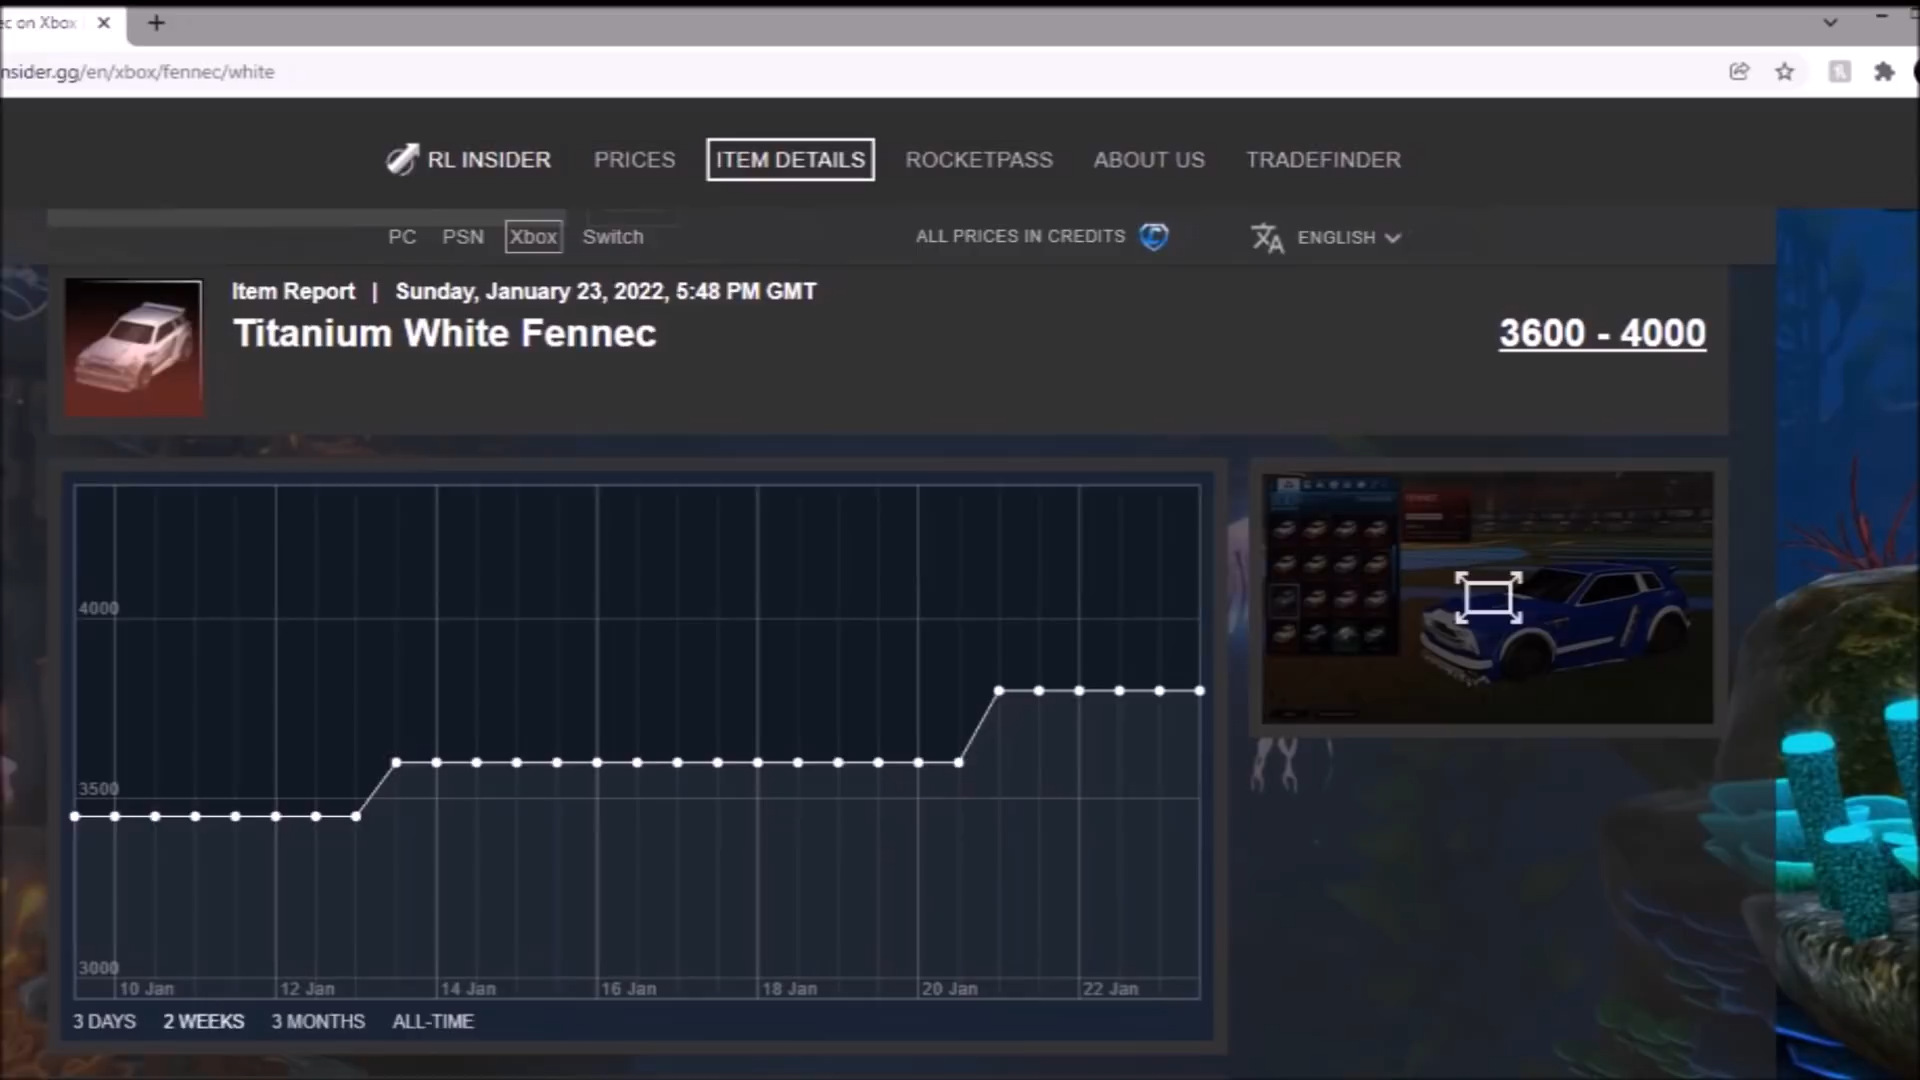 ec on Xbox
nsider.gg/en/xbox/fennec/white
RL INSIDER PRICES ITEM DETAILS ROCKETPASS ABOUT US TRADEFINDER
PC PSN Xbox Switch ALL PRICES IN CREDITS ENGLISH
Item Report | Sunday, January 23, 2022, 5:48 PM GMT
Titanium White Fennec
3600 - 4000
4000
3500
3000
10 Jan 12 Jan 14 Jan 16 Jan 18 Jan 20 Jan 22 Jan
3 DAYS 2 WEEKS 3 MONTHS ALL-TIME